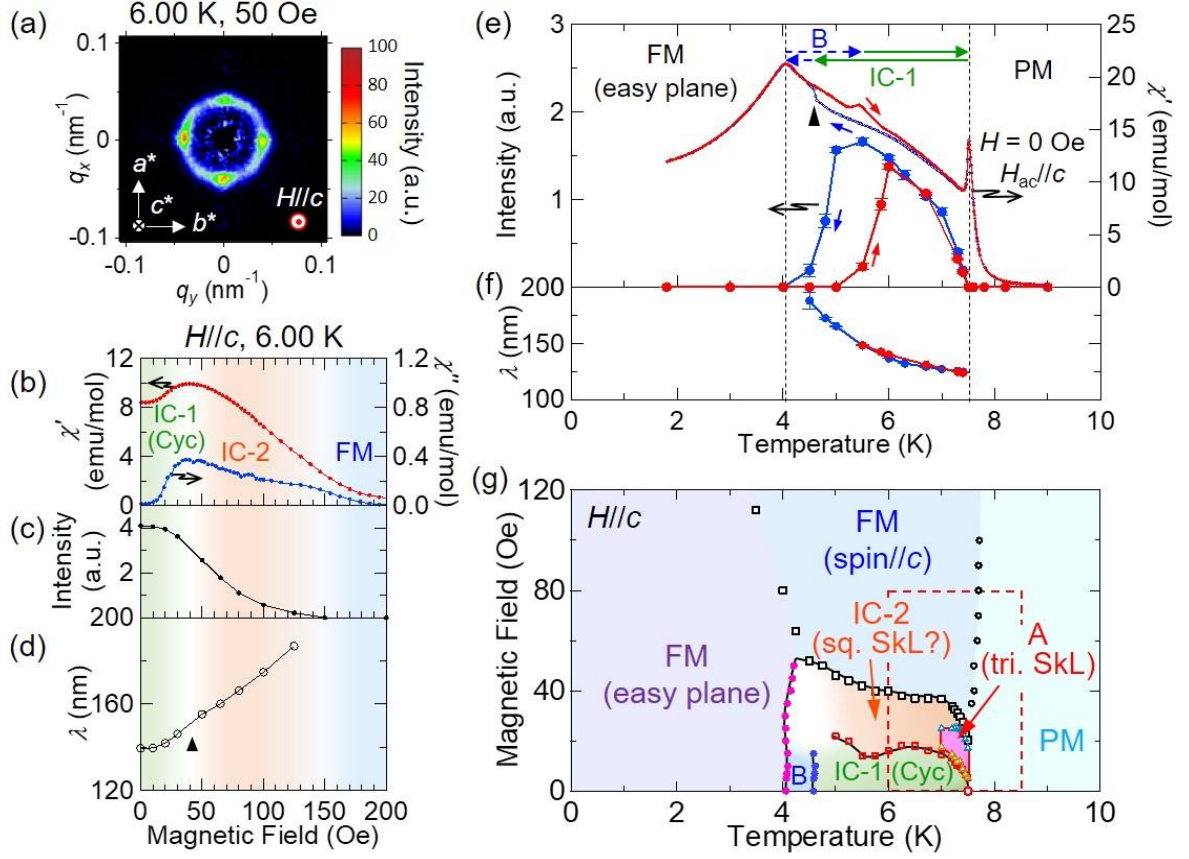 (a)
6.00 K, 50 Oe
0.1
0
-0.1
qx (nm⁻¹)
a*
c*
b*
H//c
-0.1
0
0.1
qy (nm⁻¹)
100
80
60
40
20
0
Intensity (a.u.)
H//c, 6.00 K
(b)
12
8
4
0
χ' (emu/mol)
IC-1
(Cyc)
IC-2
FM
1.2
0.8
0.4
0.0
χ'' (emu/mol)
(c)
4
2
Intensity
(a.u.)
(d)
200
180
160
140
λ (nm)
0
50
100
150
200
Magnetic Field (Oe)
(e)
3
2
1
Intensity (a.u.)
FM
(easy plane)
B
IC-1
PM
H = 0 Oe
Hac//c
25
20
15
10
5
0
χ' (emu/mol)
(f)
200
150
100
λ (nm)
0
2
4
6
8
10
Temperature (K)
(g)
120
80
40
0
Magnetic Field (Oe)
H//c
FM
(spin//c)
IC-2
(sq. SkL?)
A
(tri. SkL)
FM
(easy plane)
PM
B
IC-1 (Cyc)
0
2
4
6
8
10
Temperature (K)